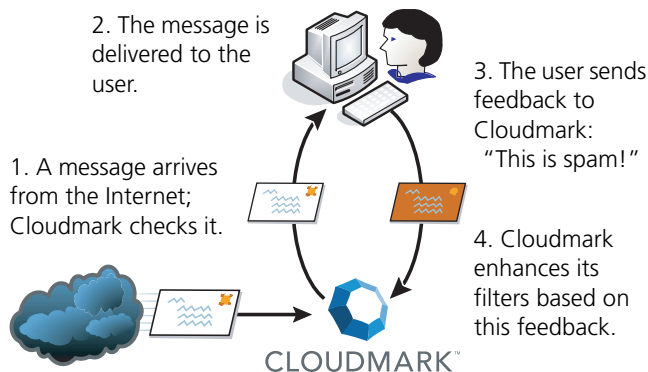 1. A message arrives
from the Internet;
Cloudmark checks it.
2. The message is
delivered to the
user.
3. The user sends
feedback to
Cloudmark:
“This is spam!”
4. Cloudmark
enhances its
filters based on
this feedback.
CLOUDMARK™